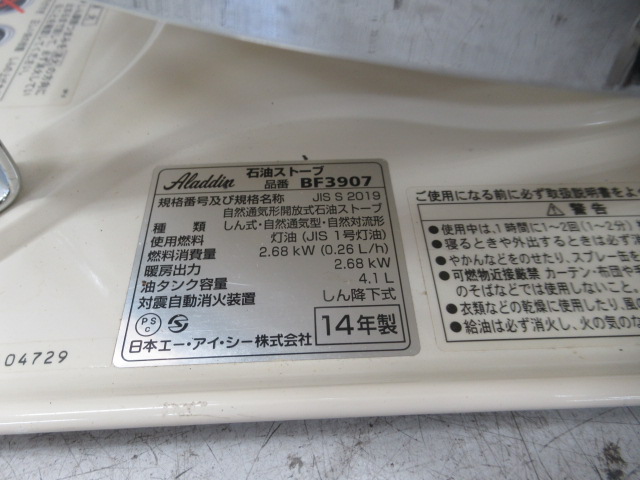 Aladdin 石油ストーブ
品番 BF3907
規格番号及び規格名称 JIS S 2019
自然通気形開放式石油ストーブ
種類 しん式・自然通気型・自然対流形
使用燃料 灯油 (JIS 1号灯油)
燃料消費量 2.68 kW (0.26 L/h)
暖房出力 2.68 kW
油タンク容量 4.1 L
対震自動消火装置 しん降下式
PS C
14年製
日本エー・アイ・シー株式会社
04729
ご使用になる前に必ず取扱説明書をよ
警告
●使用中は、1時間に1~2回(1~2分)
●寝るときや外出するときは必ず消
●やかんなどをのせたり、スプレー缶を
●可燃物近接厳禁 カーテン・布団や
のそばなどでは使用しないこと。
●衣類などの乾燥に使用したり、
●給油は必ず消火し、火の気のな